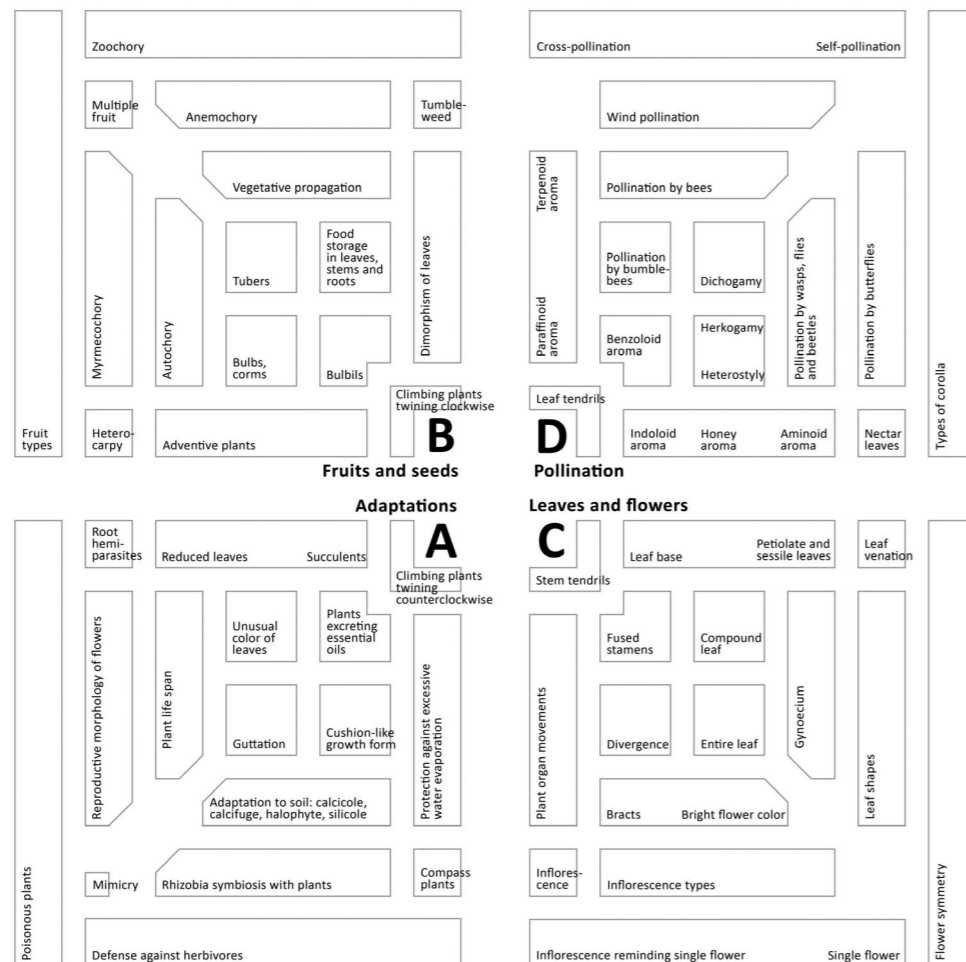 Zoochory
Multiple
fruit
Anemochory
Tumble-
weed
Vegetative propagation
Myrmecochory
Autochory
Tubers
Food
storage
in leaves,
stems and
roots
Dimorphism of leaves
Bulbs,
corms
Bulbils
Climbing plants
twining clockwise
Fruit
types
Hetero-
carpy
Adventive plants
B
Fruits and seeds
Cross-pollination
Self-pollination
Wind pollination
Terpenoid
aroma
Pollination by bees
Pollination
by bumble-
bees
Dichogamy
Pollination by wasps, flies
and beetles
Pollination by butterflies
Paraffinoid
aroma
Benzoloid
aroma
Herkogamy
Heterostyly
Leaf tendrils
D
Indoloid
aroma
Honey
aroma
Aminoid
aroma
Nectar
leaves
Types of corolla
Pollination
Adaptations
A
Root
hemi-
parasites
Reduced leaves
Succulents
Climbing plants
twining
counterclockwise
Reproductive morphology of flowers
Plant life span
Unusual
color of
leaves
Plants
excreting
essential
oils
Guttation
Cushion-like
growth form
Protection against excessive
water evaporation
Adaptation to soil: calcicole,
calcifuge, halophyte, silicole
Poisonous plants
Mimicry
Rhizobia symbiosis with plants
Compass
plants
Defense against herbivores
Leaves and flowers
C
Leaf base
Petiolate and
sessile leaves
Leaf
venation
Stem tendrils
Plant organ movements
Fused
stamens
Compound
leaf
Gynoecium
Leaf shapes
Divergence
Entire leaf
Bracts
Bright flower color
Inflores-
cence
Inflorescence types
Flower symmetry
Inflorescence reminding single flower
Single flower